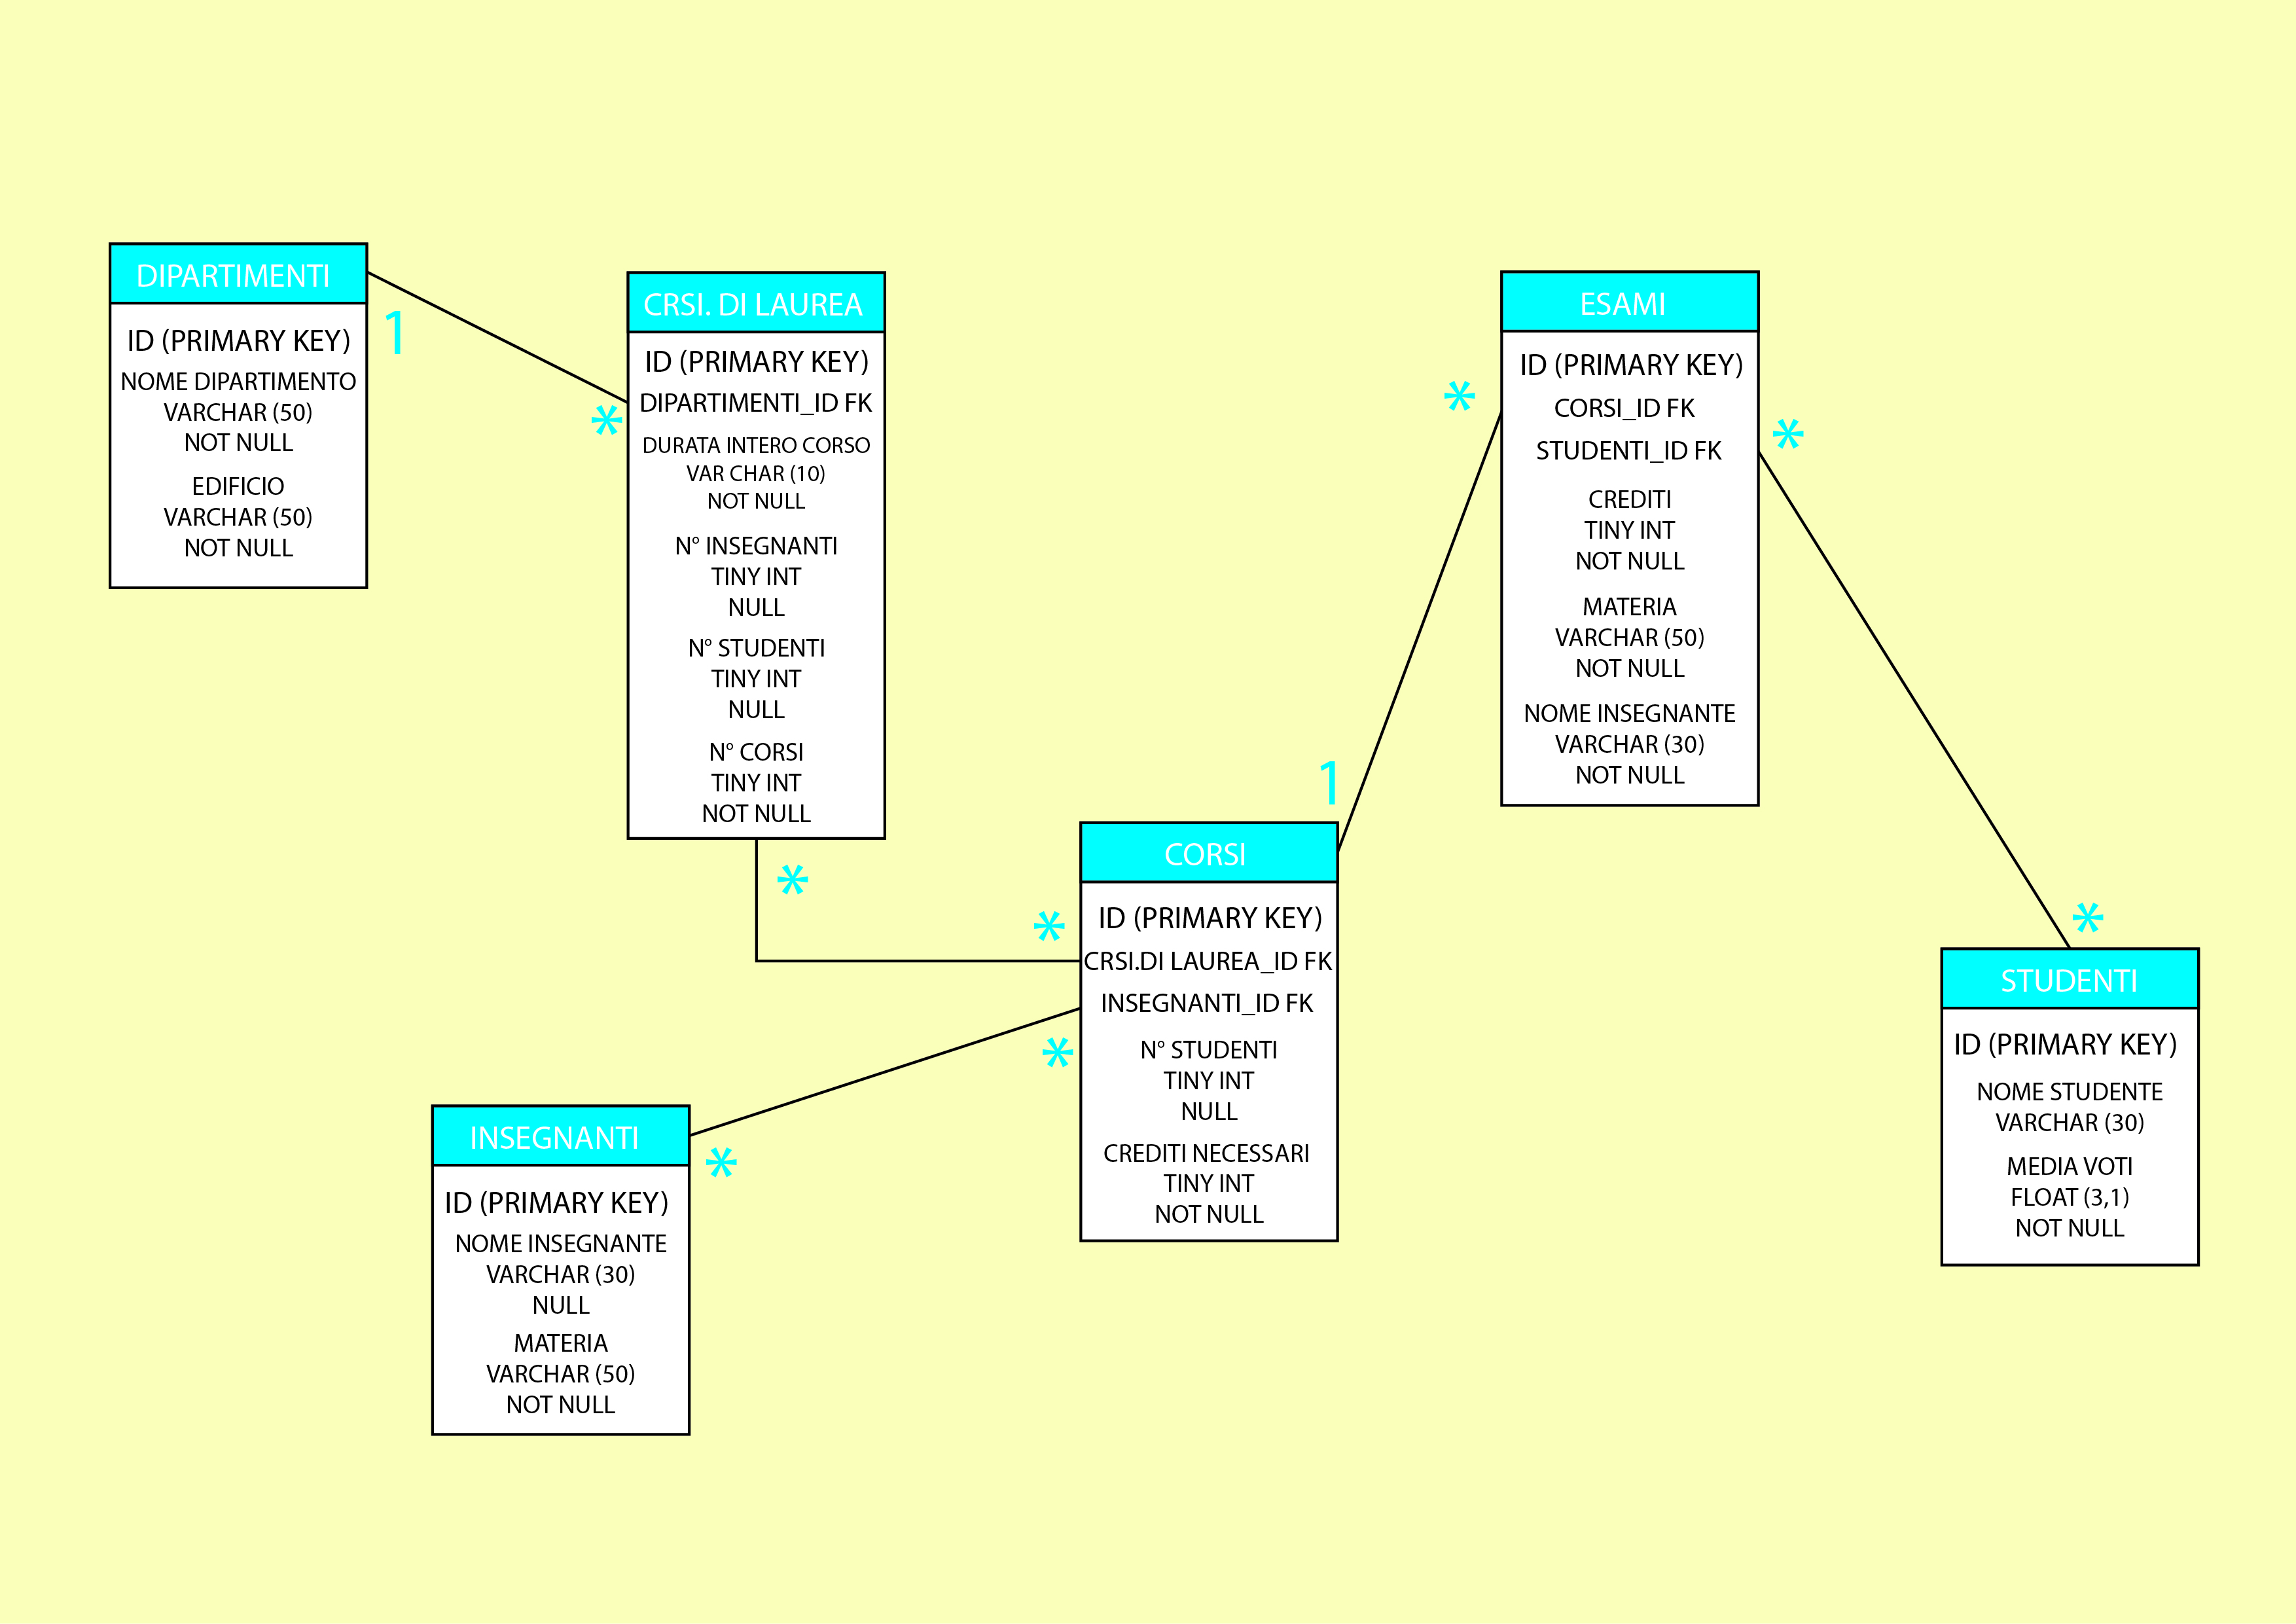 DIPARTIMENTI
ID (PRIMARY KEY)
NOME DIPARTIMENTO
VARCHAR (50)
NOT NULL
EDIFICIO
VARCHAR (50)
NOT NULL
1
*
CRSI. DI LAUREA
ID (PRIMARY KEY)
DIPARTIMENTI_ID FK
DURATA INTERO CORSO
VAR CHAR (10)
NOT NULL
N° INSEGNANTI
TINY INT
NULL
N° STUDENTI
TINY INT
NULL
N° CORSI
TINY INT
NOT NULL
*
*
INSEGNANTI
ID (PRIMARY KEY)
NOME INSEGNANTE
VARCHAR (30)
NULL
MATERIA
VARCHAR (50)
NOT NULL
*
*
CORSI
ID (PRIMARY KEY)
CRSI.DI LAUREA_ID FK
INSEGNANTI_ID FK
N° STUDENTI
TINY INT
NULL
CREDITI NECESSARI
TINY INT
NOT NULL
1
*
ESAMI
ID (PRIMARY KEY)
CORSI_ID FK
STUDENTI_ID FK
CREDITI
TINY INT
NOT NULL
MATERIA
VARCHAR (50)
NOT NULL
NOME INSEGNANTE
VARCHAR (30)
NOT NULL
*
*
STUDENTI
ID (PRIMARY KEY)
NOME STUDENTE
VARCHAR (30)
MEDIA VOTI
FLOAT (3,1)
NOT NULL